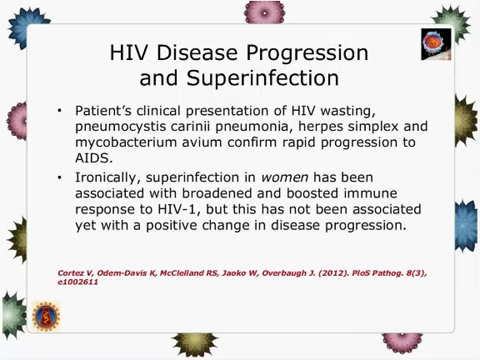 HIV Disease Progression
and Superinfection
• Patient's clinical presentation of HIV wasting,
pneumocystis carinii pneumonia, herpes simplex and
mycobacterium avium confirm rapid progression to
AIDS.
• Ironically, superinfection in women has been
associated with broadened and boosted immune
response to HIV-1, but this has not been associated
yet with a positive change in disease progression.
Cortez V, Odem-Davis K, McClelland RS, Jaoko W, Overbaugh J. (2012). PloS Pathog. 8(3),
e1002611